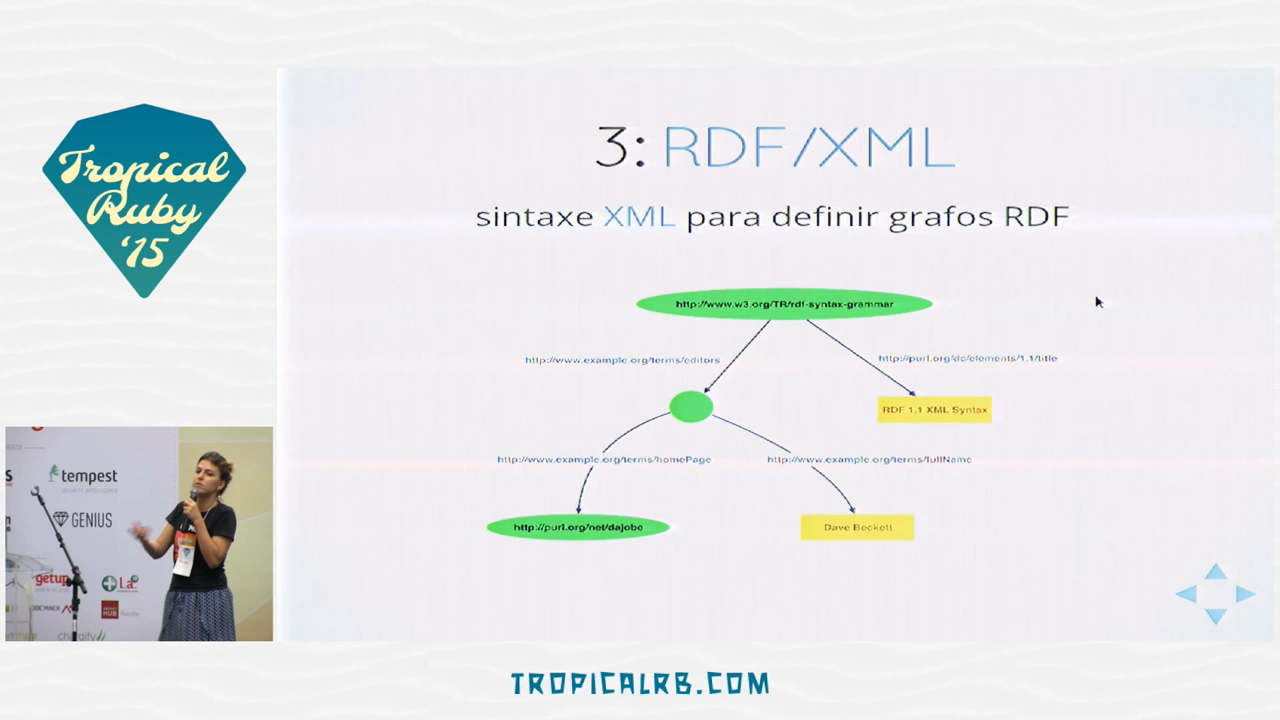 Tropical
Ruby
'15
3: RDF/XML
sintaxe XML para definir grafos RDF
http://www.w3.org/TR/rdf-syntax-grammar
http://www.example.org/terms/editors
http://purl.org/dc/elements/1.1/title
RDF 1.1 XML Syntax
http://www.example.org/terms/homePage
http://www.example.org/terms/fullName
http://purl.org/net/dajobe
Dave Beckett
tempest
SECURITY INTELLIGENCE
GENIUS
getup
I.a.
HUB
TROPICALRB.COM